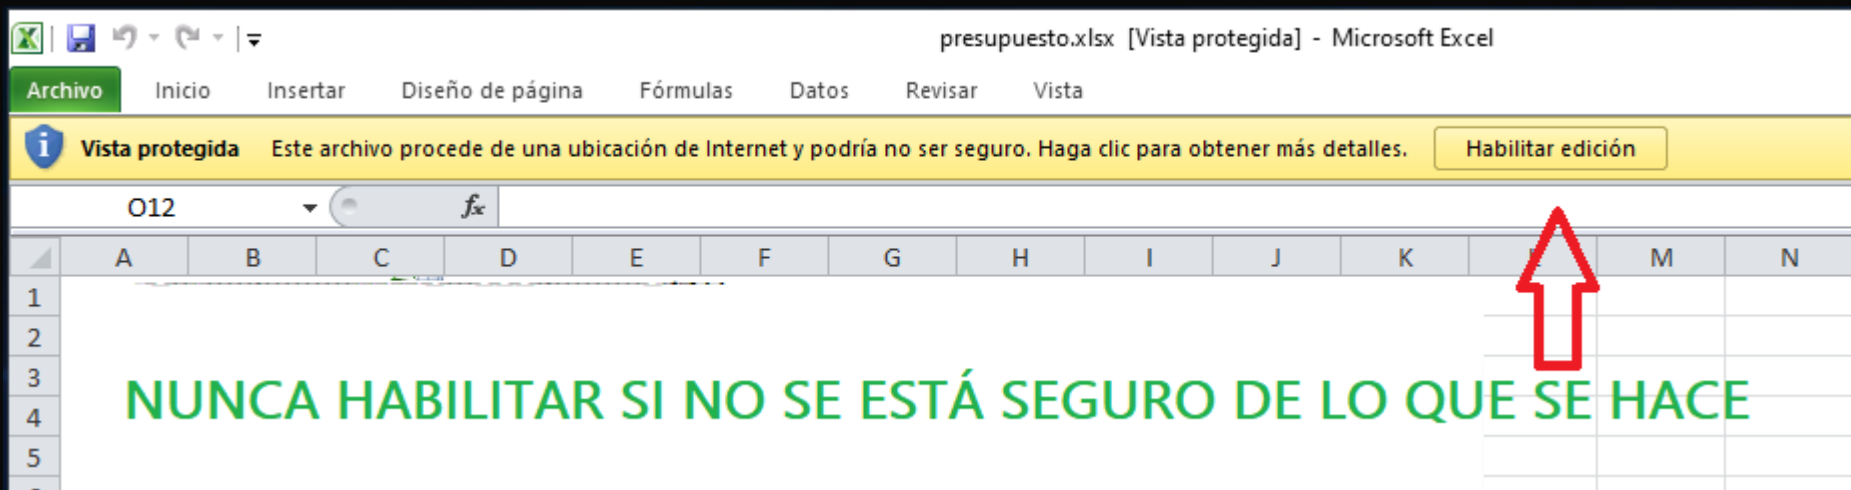 presupuesto.xlsx [Vista protegida] - Microsoft Excel
Archivo Inicio Insertar Diseño de página Fórmulas Datos Revisar Vista
Vista protegida Este archivo procede de una ubicación de Internet y podría no ser seguro. Haga clic para obtener más detalles. Habilitar edición
O12 fx
A B C D E F G H I J K M N
1
2
3
NUNCA HABILITAR SI NO SE ESTÁ SEGURO DE LO QUE SE HACE
4
5